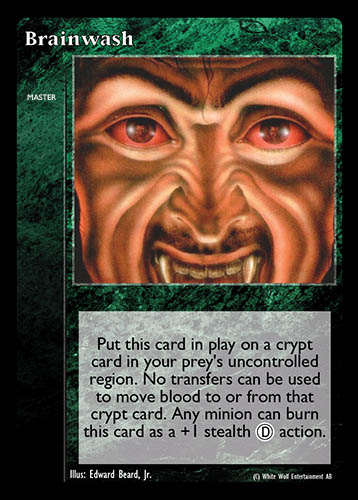 Brainwash
MASTER
Put this card in play on a crypt
card in your prey's uncontrolled
region. No transfers can be used
to move blood to or from that
crypt card. Any minion can burn
this card as a +1 stealth Ⓓ action.
Illus: Edward Beard, Jr.
(C) White Wolf Entertainment AB